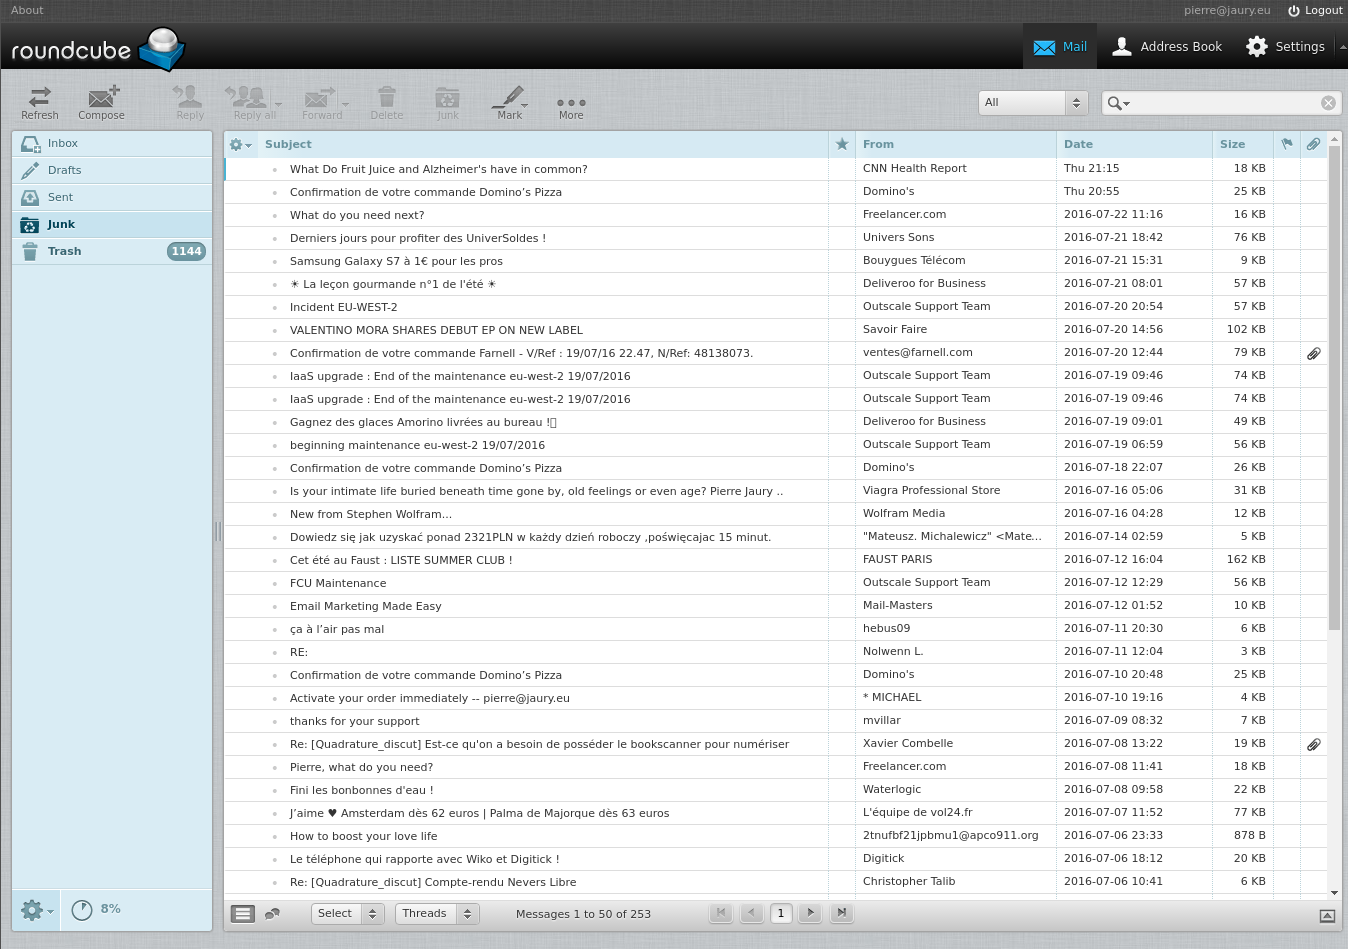 About pierre@jaury.eu Logout
roundcube Mail Address Book Settings
Refresh Compose Reply Reply all Forward Delete Junk Mark More All
Inbox
Drafts
Sent
Junk
Trash 1144
8%
Subject From Date Size
What Do Fruit Juice and Alzheimer's have in common? CNN Health Report Thu 21:15 18 KB
Confirmation de votre commande Domino’s Pizza Domino's Thu 20:55 25 KB
What do you need next? Freelancer.com 2016-07-22 11:16 16 KB
Derniers jours pour profiter des UniverSoldes ! Univers Sons 2016-07-21 18:42 76 KB
Samsung Galaxy S7 à 1€ pour les pros Bouygues Télécom 2016-07-21 15:31 9 KB
☀ La leçon gourmande n°1 de l'été ☀ Deliveroo for Business 2016-07-21 08:01 57 KB
Incident EU-WEST-2 Outscale Support Team 2016-07-20 20:54 57 KB
VALENTINO MORA SHARES DEBUT EP ON NEW LABEL Savoir Faire 2016-07-20 14:56 102 KB
Confirmation de votre commande Farnell - V/Ref : 19/07/16 22.47, N/Ref: 48138073. ventes@farnell.com 2016-07-20 12:44 79 KB
IaaS upgrade : End of the maintenance eu-west-2 19/07/2016 Outscale Support Team 2016-07-19 09:46 74 KB
IaaS upgrade : End of the maintenance eu-west-2 19/07/2016 Outscale Support Team 2016-07-19 09:46 74 KB
Gagnez des glaces Amorino livrées au bureau ! Deliveroo for Business 2016-07-19 09:01 49 KB
beginning maintenance eu-west-2 19/07/2016 Outscale Support Team 2016-07-19 06:59 56 KB
Confirmation de votre commande Domino’s Pizza Domino's 2016-07-18 22:07 26 KB
Is your intimate life buried beneath time gone by, old feelings or even age? Pierre Jaury .. Viagra Professional Store 2016-07-16 05:06 31 KB
New from Stephen Wolfram... Wolfram Media 2016-07-16 04:28 12 KB
Dowiedz się jak uzyskać ponad 2321PLN w każdy dzień roboczy ,poświęcajac 15 minut. "Mateusz. Michalewicz" <Mate... 2016-07-14 02:59 5 KB
Cet été au Faust : LISTE SUMMER CLUB ! FAUST PARIS 2016-07-12 16:04 162 KB
FCU Maintenance Outscale Support Team 2016-07-12 12:29 56 KB
Email Marketing Made Easy Mail-Masters 2016-07-12 01:52 10 KB
ça à l’air pas mal hebus09 2016-07-11 20:30 6 KB
RE: Nolwenn L. 2016-07-11 12:04 3 KB
Confirmation de votre commande Domino’s Pizza Domino's 2016-07-10 20:48 25 KB
Activate your order immediately -- pierre@jaury.eu * MICHAEL 2016-07-10 19:16 4 KB
thanks for your support mvillar 2016-07-09 08:32 7 KB
Re: [Quadrature_discut] Est-ce qu'on a besoin de posséder le bookscanner pour numériser Xavier Combelle 2016-07-08 13:22 19 KB
Pierre, what do you need? Freelancer.com 2016-07-08 11:41 18 KB
Fini les bonbonnes d'eau ! Waterlogic 2016-07-08 09:58 22 KB
J’aime ♥ Amsterdam dès 62 euros | Palma de Majorque dès 63 euros L'équipe de vol24.fr 2016-07-07 11:52 77 KB
How to boost your love life 2tnufbf21jpbmu1@apco911.org 2016-07-06 23:33 878 B
Le téléphone qui rapporte avec Wiko et Digitick ! Digitick 2016-07-06 18:12 20 KB
Re: [Quadrature_discut] Compte-rendu Nevers Libre Christopher Talib 2016-07-06 10:41 6 KB
Select Threads Messages 1 to 50 of 253 1